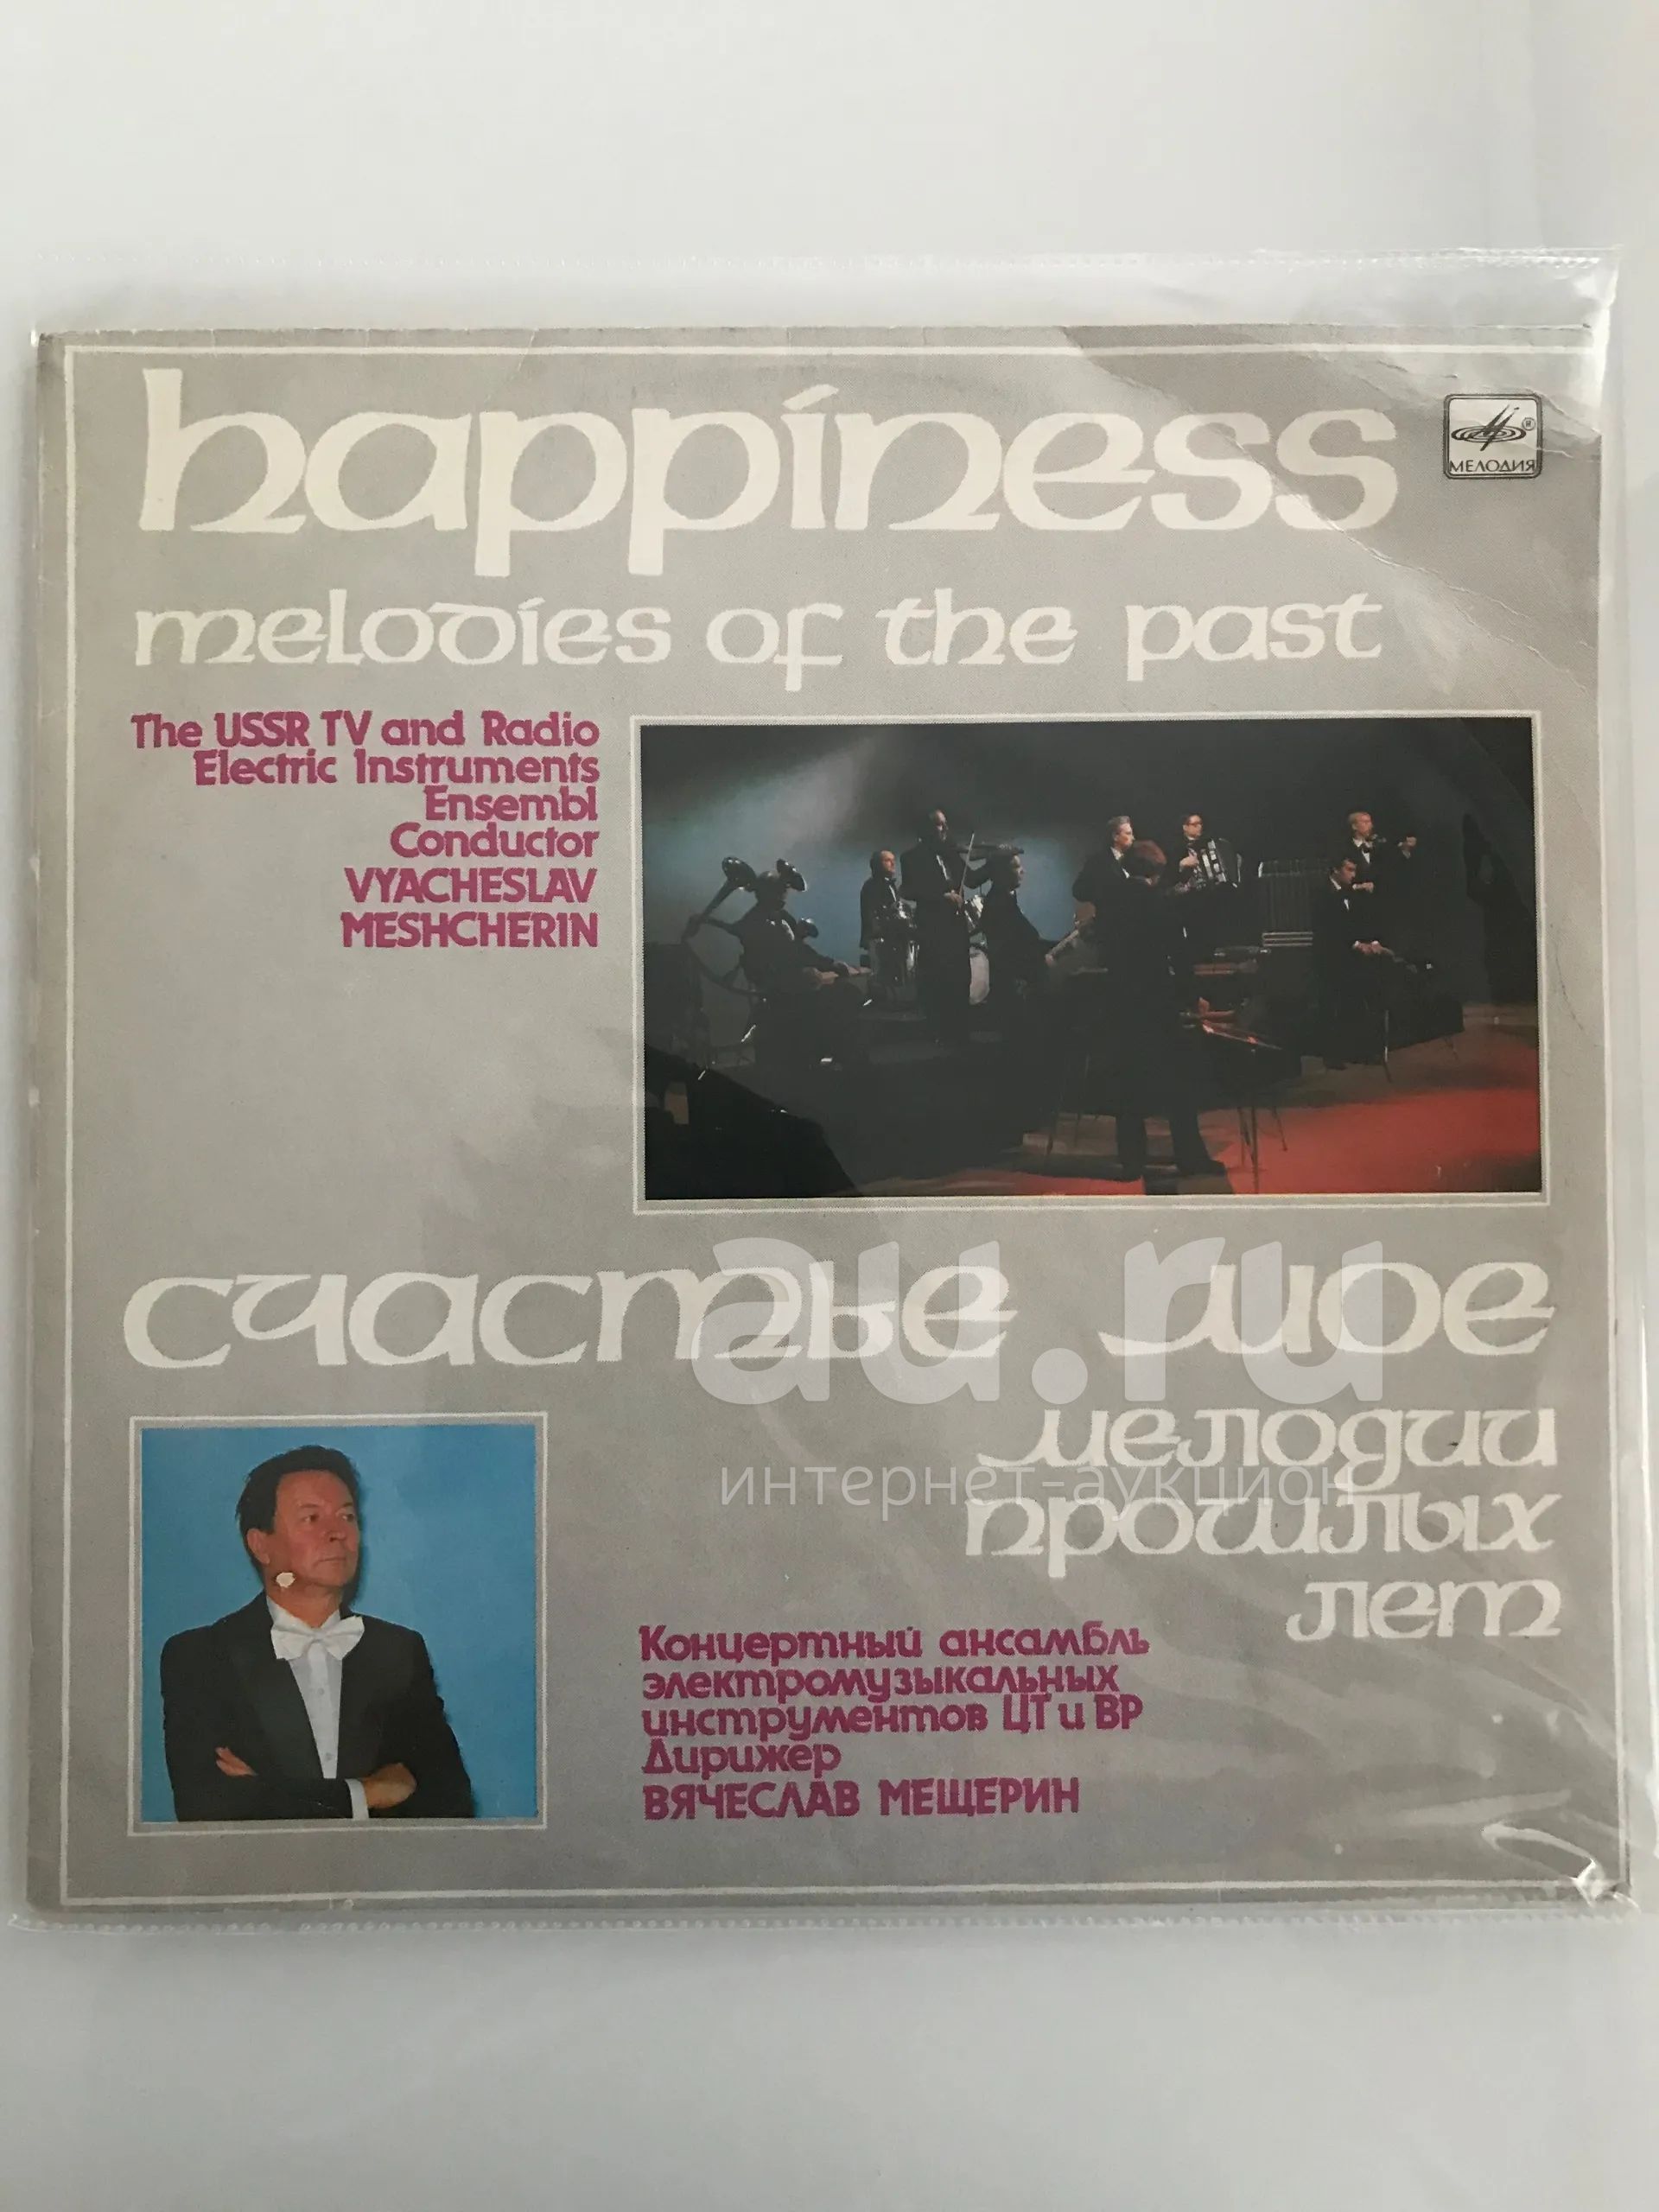 happiness
МЕЛОДИЯ
melodies of the past
The USSR TV and Radio
Electric Instruments
Ensembl
Conductor
VYACHESLAV
MESHCHERIN
счастье мое
au.ru
мелодии
интернет-аукцион
прошлых
лет
Концертный ансамбль
электромузыкальных
инструментов ЦТ и ВР
Дирижер
ВЯЧЕСЛАВ МЕЩЕРИН